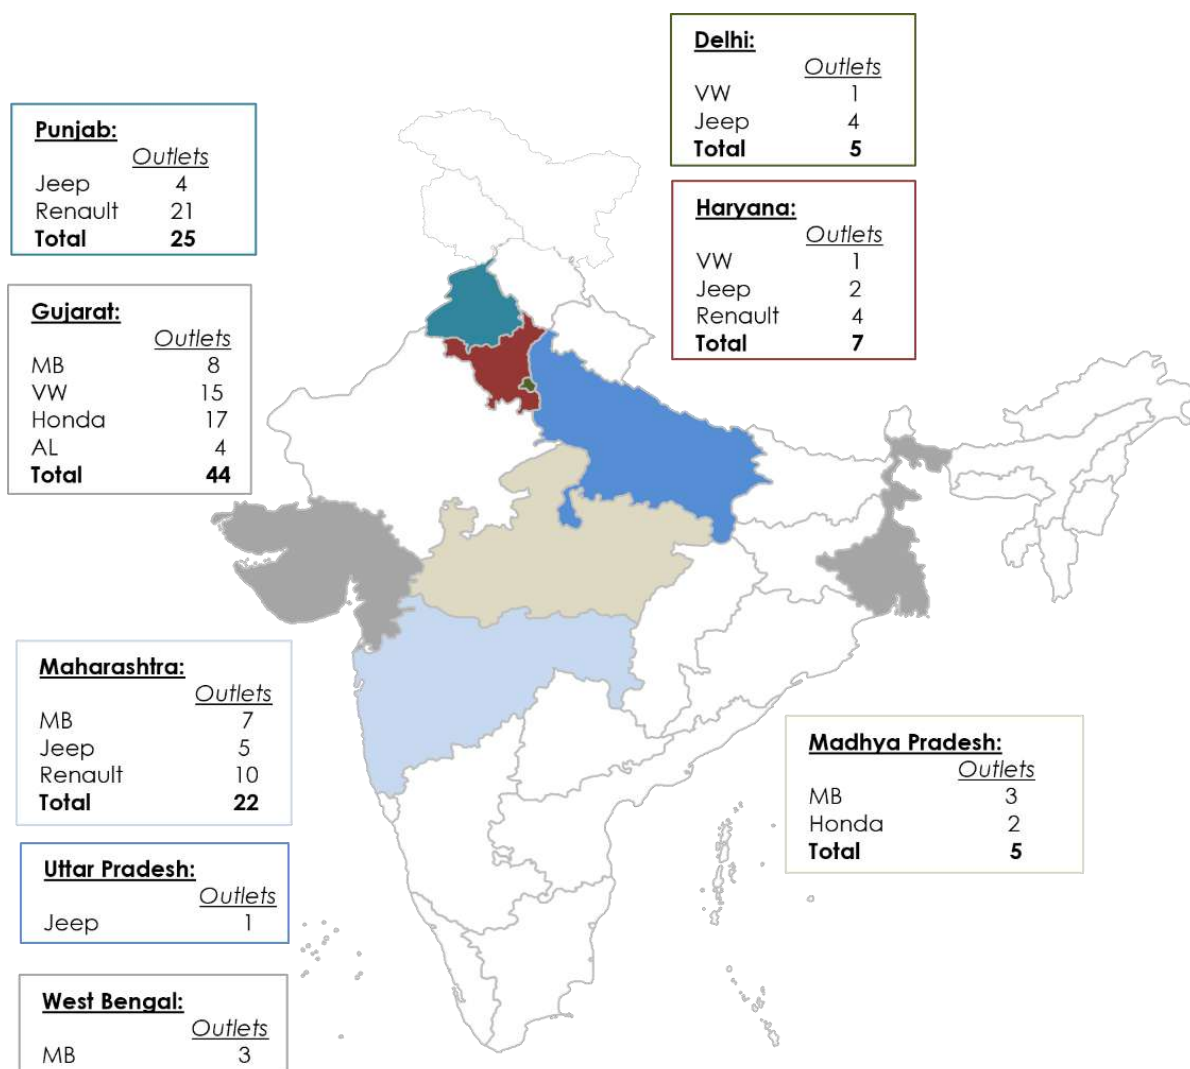 Delhi:
Outlets
VW 1
Jeep 4
Total 5
Punjab:
Outlets
Jeep 4
Renault 21
Total 25
Haryana:
Outlets
VW 1
Jeep 2
Renault 4
Total 7
Gujarat:
Outlets
MB 8
VW 15
Honda 17
AL 4
Total 44
Maharashtra:
Outlets
MB 7
Jeep 5
Renault 10
Total 22
Madhya Pradesh:
Outlets
MB 3
Honda 2
Total 5
Uttar Pradesh:
Outlets
Jeep 1
West Bengal:
Outlets
MB 3